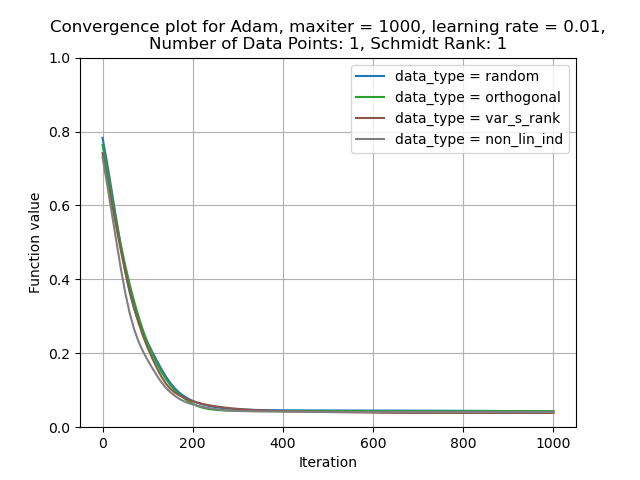 Convergence plot for Adam, maxiter = 1000, learning rate = 0.01,
Number of Data Points: 1, Schmidt Rank: 1
1.0
0.8
0.6
0.4
0.2
0.0
Function value
data_type = random
data_type = orthogonal
data_type = var_s_rank
data_type = non_lin_ind
0 200 400 600 800 1000
Iteration